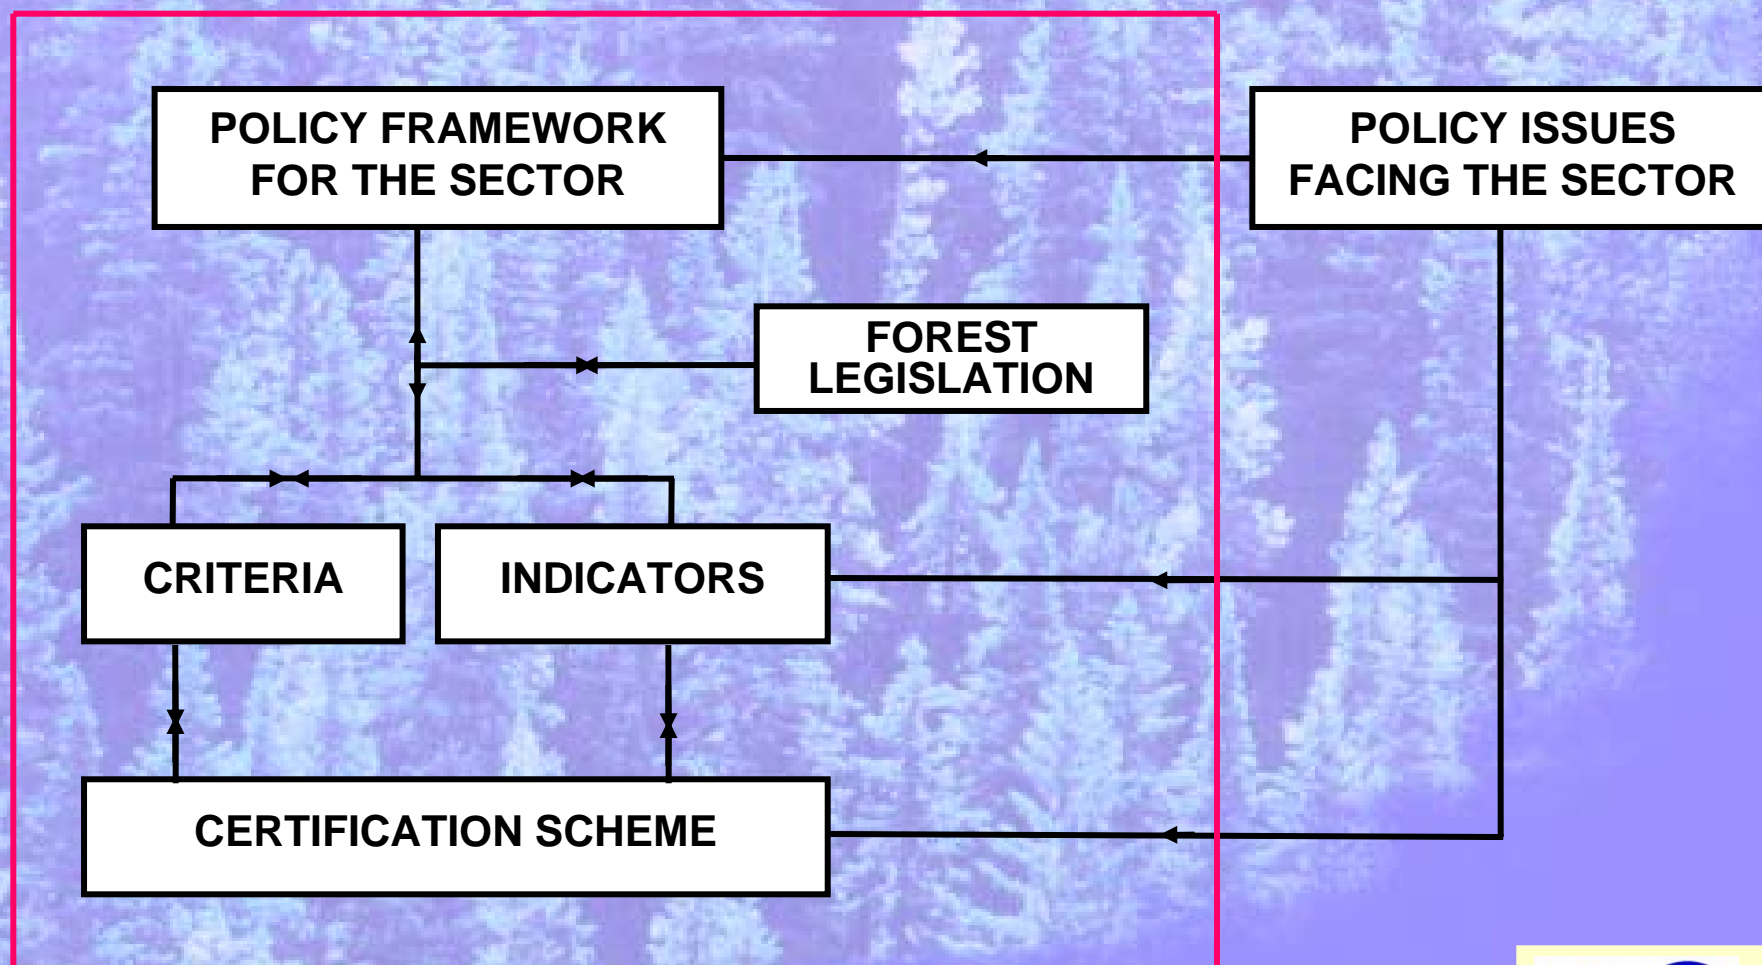 POLICY FRAMEWORK
FOR THE SECTOR
POLICY ISSUES
FACING THE SECTOR
FOREST
LEGISLATION
CRITERIA
INDICATORS
CERTIFICATION SCHEME